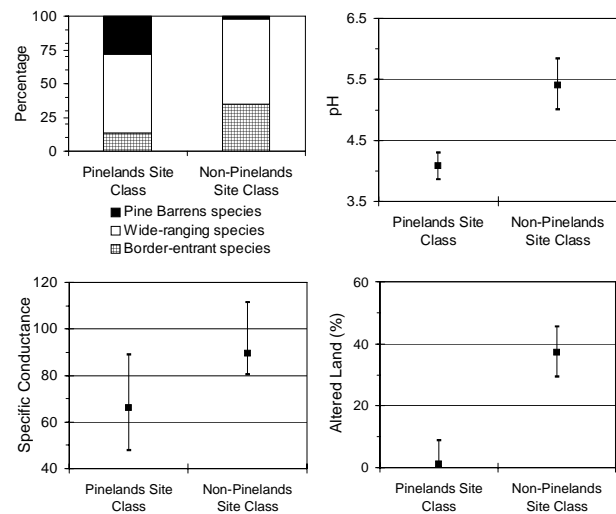 100
75
50
25
0
Percentage
Pinelands Site
Class
Non-Pinelands
Site Class
Pine Barrens species
Wide-ranging species
Border-entrant species
6.5
5.5
4.5
3.5
pH
Pinelands Site
Class
Non-Pinelands
Site Class
120
100
80
60
40
Specific Conductance
Pinelands Site
Class
Non-Pinelands
Site Class
60
40
20
0
Altered Land (%)
Pinelands Site
Class
Non-Pinelands
Site Class